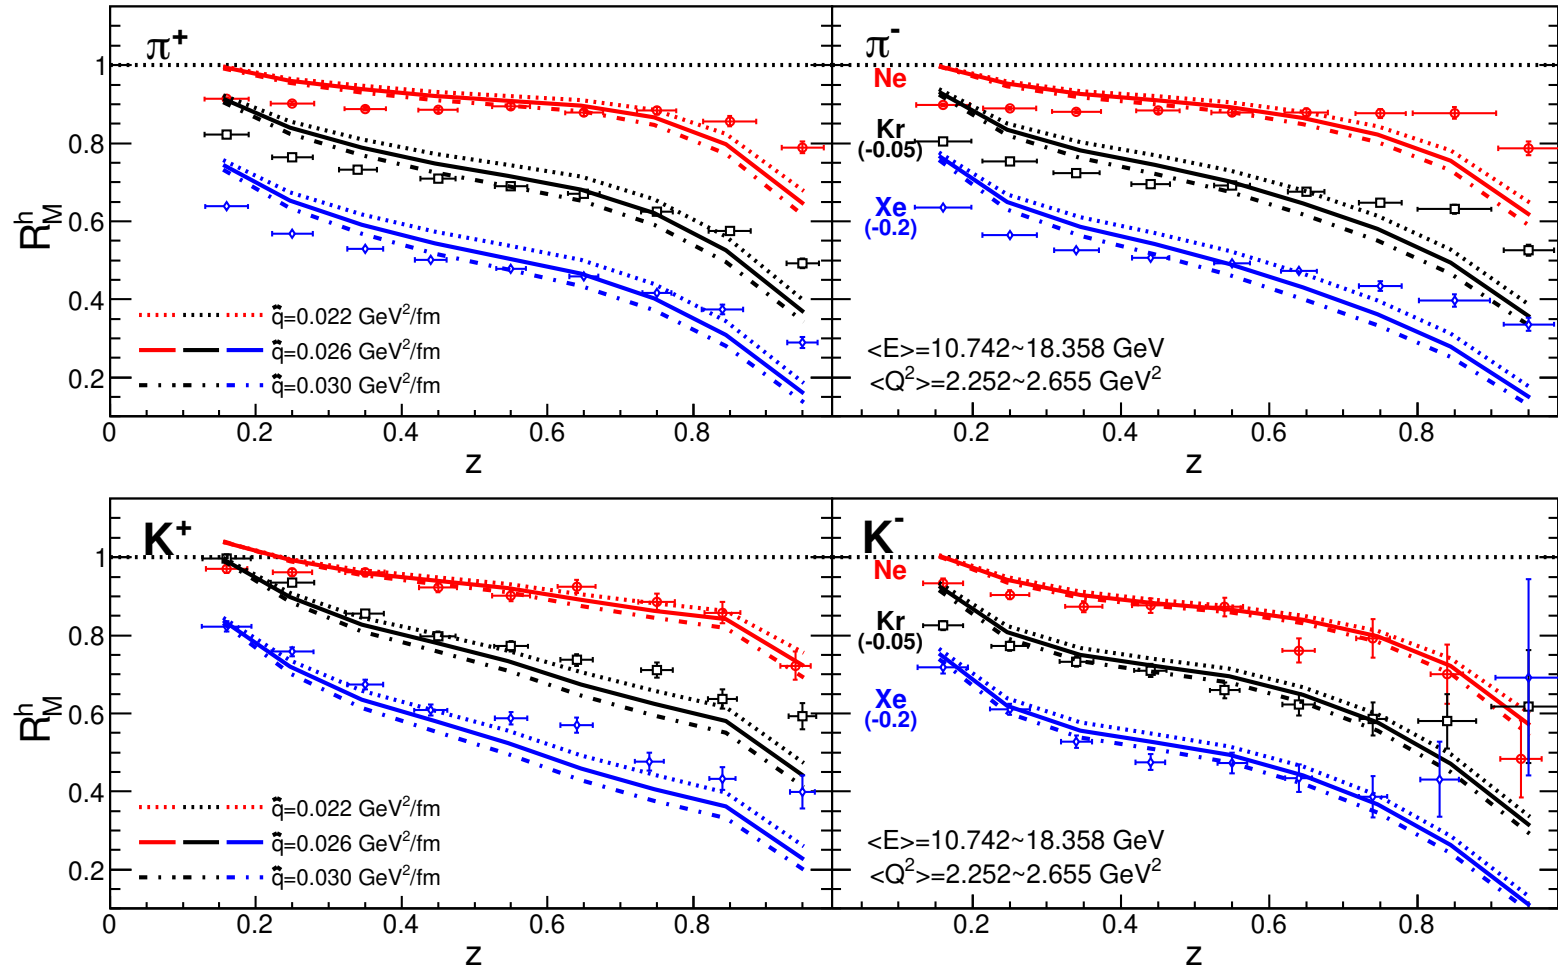 π⁺
1
0.8
0.6
0.4
0.2
R_M^h
q̂=0.022 GeV²/fm
q̂=0.026 GeV²/fm
q̂=0.030 GeV²/fm
0 0.2 0.4 0.6 0.8
z
π⁻
Ne
Kr
(-0.05)
Xe
(-0.2)
<E>=10.742~18.358 GeV
<Q²>=2.252~2.655 GeV²
0.2 0.4 0.6 0.8 1
z
K⁺
1
0.8
0.6
0.4
0.2
R_M^h
q̂=0.022 GeV²/fm
q̂=0.026 GeV²/fm
q̂=0.030 GeV²/fm
0 0.2 0.4 0.6 0.8
z
K⁻
Ne
Kr
(-0.05)
Xe
(-0.2)
<E>=10.742~18.358 GeV
<Q²>=2.252~2.655 GeV²
0.2 0.4 0.6 0.8 1
z